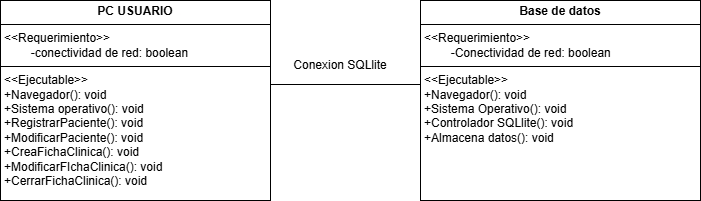 PC USUARIO
<<Requerimiento>>
-conectividad de red: boolean
<<Ejecutable>>
+Navegador(): void
+Sistema operativo(): void
+RegistrarPaciente(): void
+ModificarPaciente(): void
+CreaFichaClinica(): void
+ModificarFIchaClinica(): void
+CerrarFichaClinica(): void
Conexion SQLlite
Base de datos
<<Requerimiento>>
-Conectividad de red: boolean
<<Ejecutable>>
+Navegador(): void
+Sistema Operativo(): void
+Controlador SQLlite(): void
+Almacena datos(): void